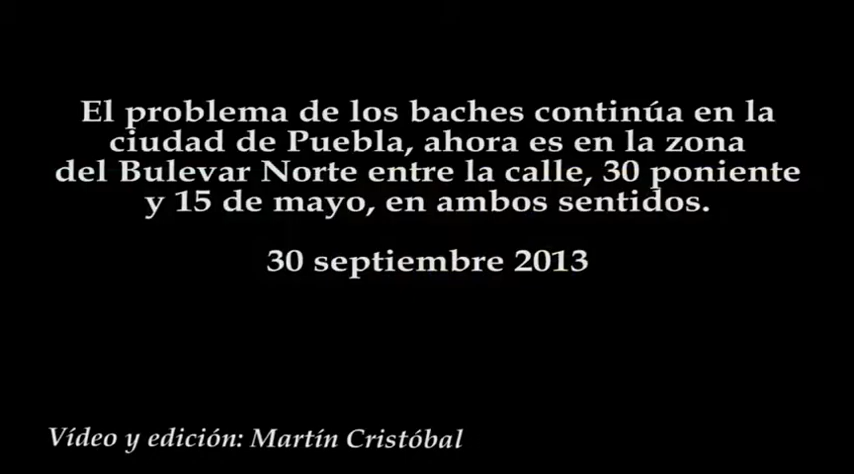 El problema de los baches continúa en la
ciudad de Puebla, ahora es en la zona
del Bulevar Norte entre la calle, 30 poniente
y 15 de mayo, en ambos sentidos.
30 septiembre 2013
Vídeo y edición: Martín Cristóbal